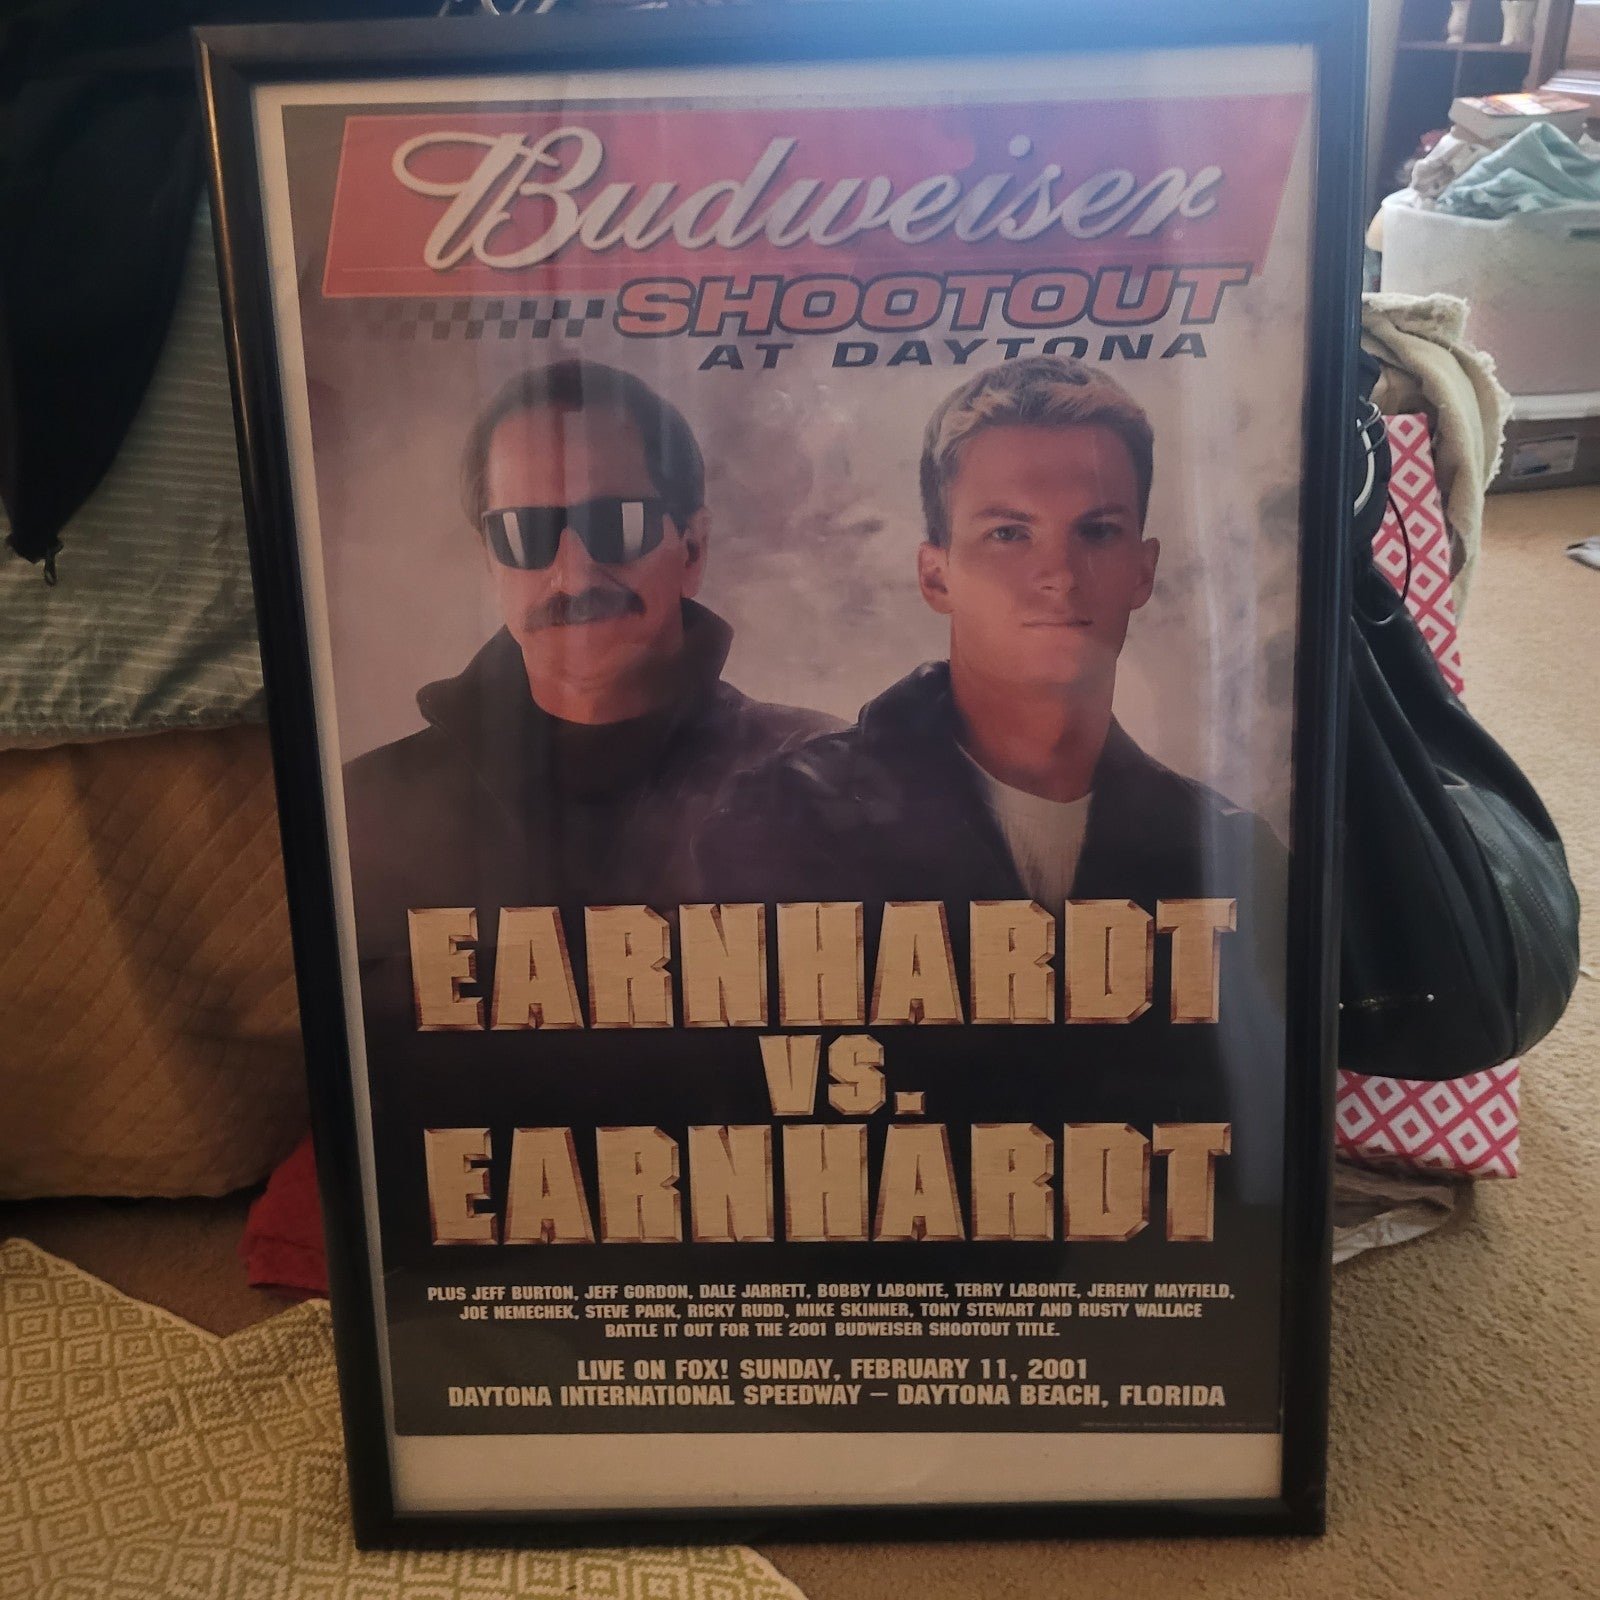 Budweiser
SHOOTOUT
AT DAYTONA
EARNHARDT
VS.
EARNHARDT
PLUS JEFF BURTON, JEFF GORDON, DALE JARRETT, BOBBY LABONTE, TERRY LABONTE, JEREMY MAYFIELD,
JOE NEMECHEK, STEVE PARK, RICKY RUDD, MIKE SKINNER, TONY STEWART AND RUSTY WALLACE
BATTLE IT OUT FOR THE 2001 BUDWEISER SHOOTOUT TITLE.
LIVE ON FOX! SUNDAY, FEBRUARY 11, 2001
DAYTONA INTERNATIONAL SPEEDWAY – DAYTONA BEACH, FLORIDA